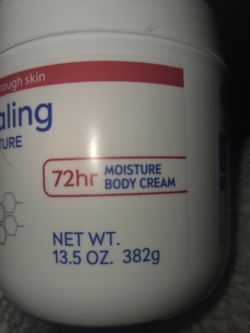 rough skin
aling
TURE
72hr MOISTURE
BODY CREAM
NET WT.
13.5 OZ. 382g